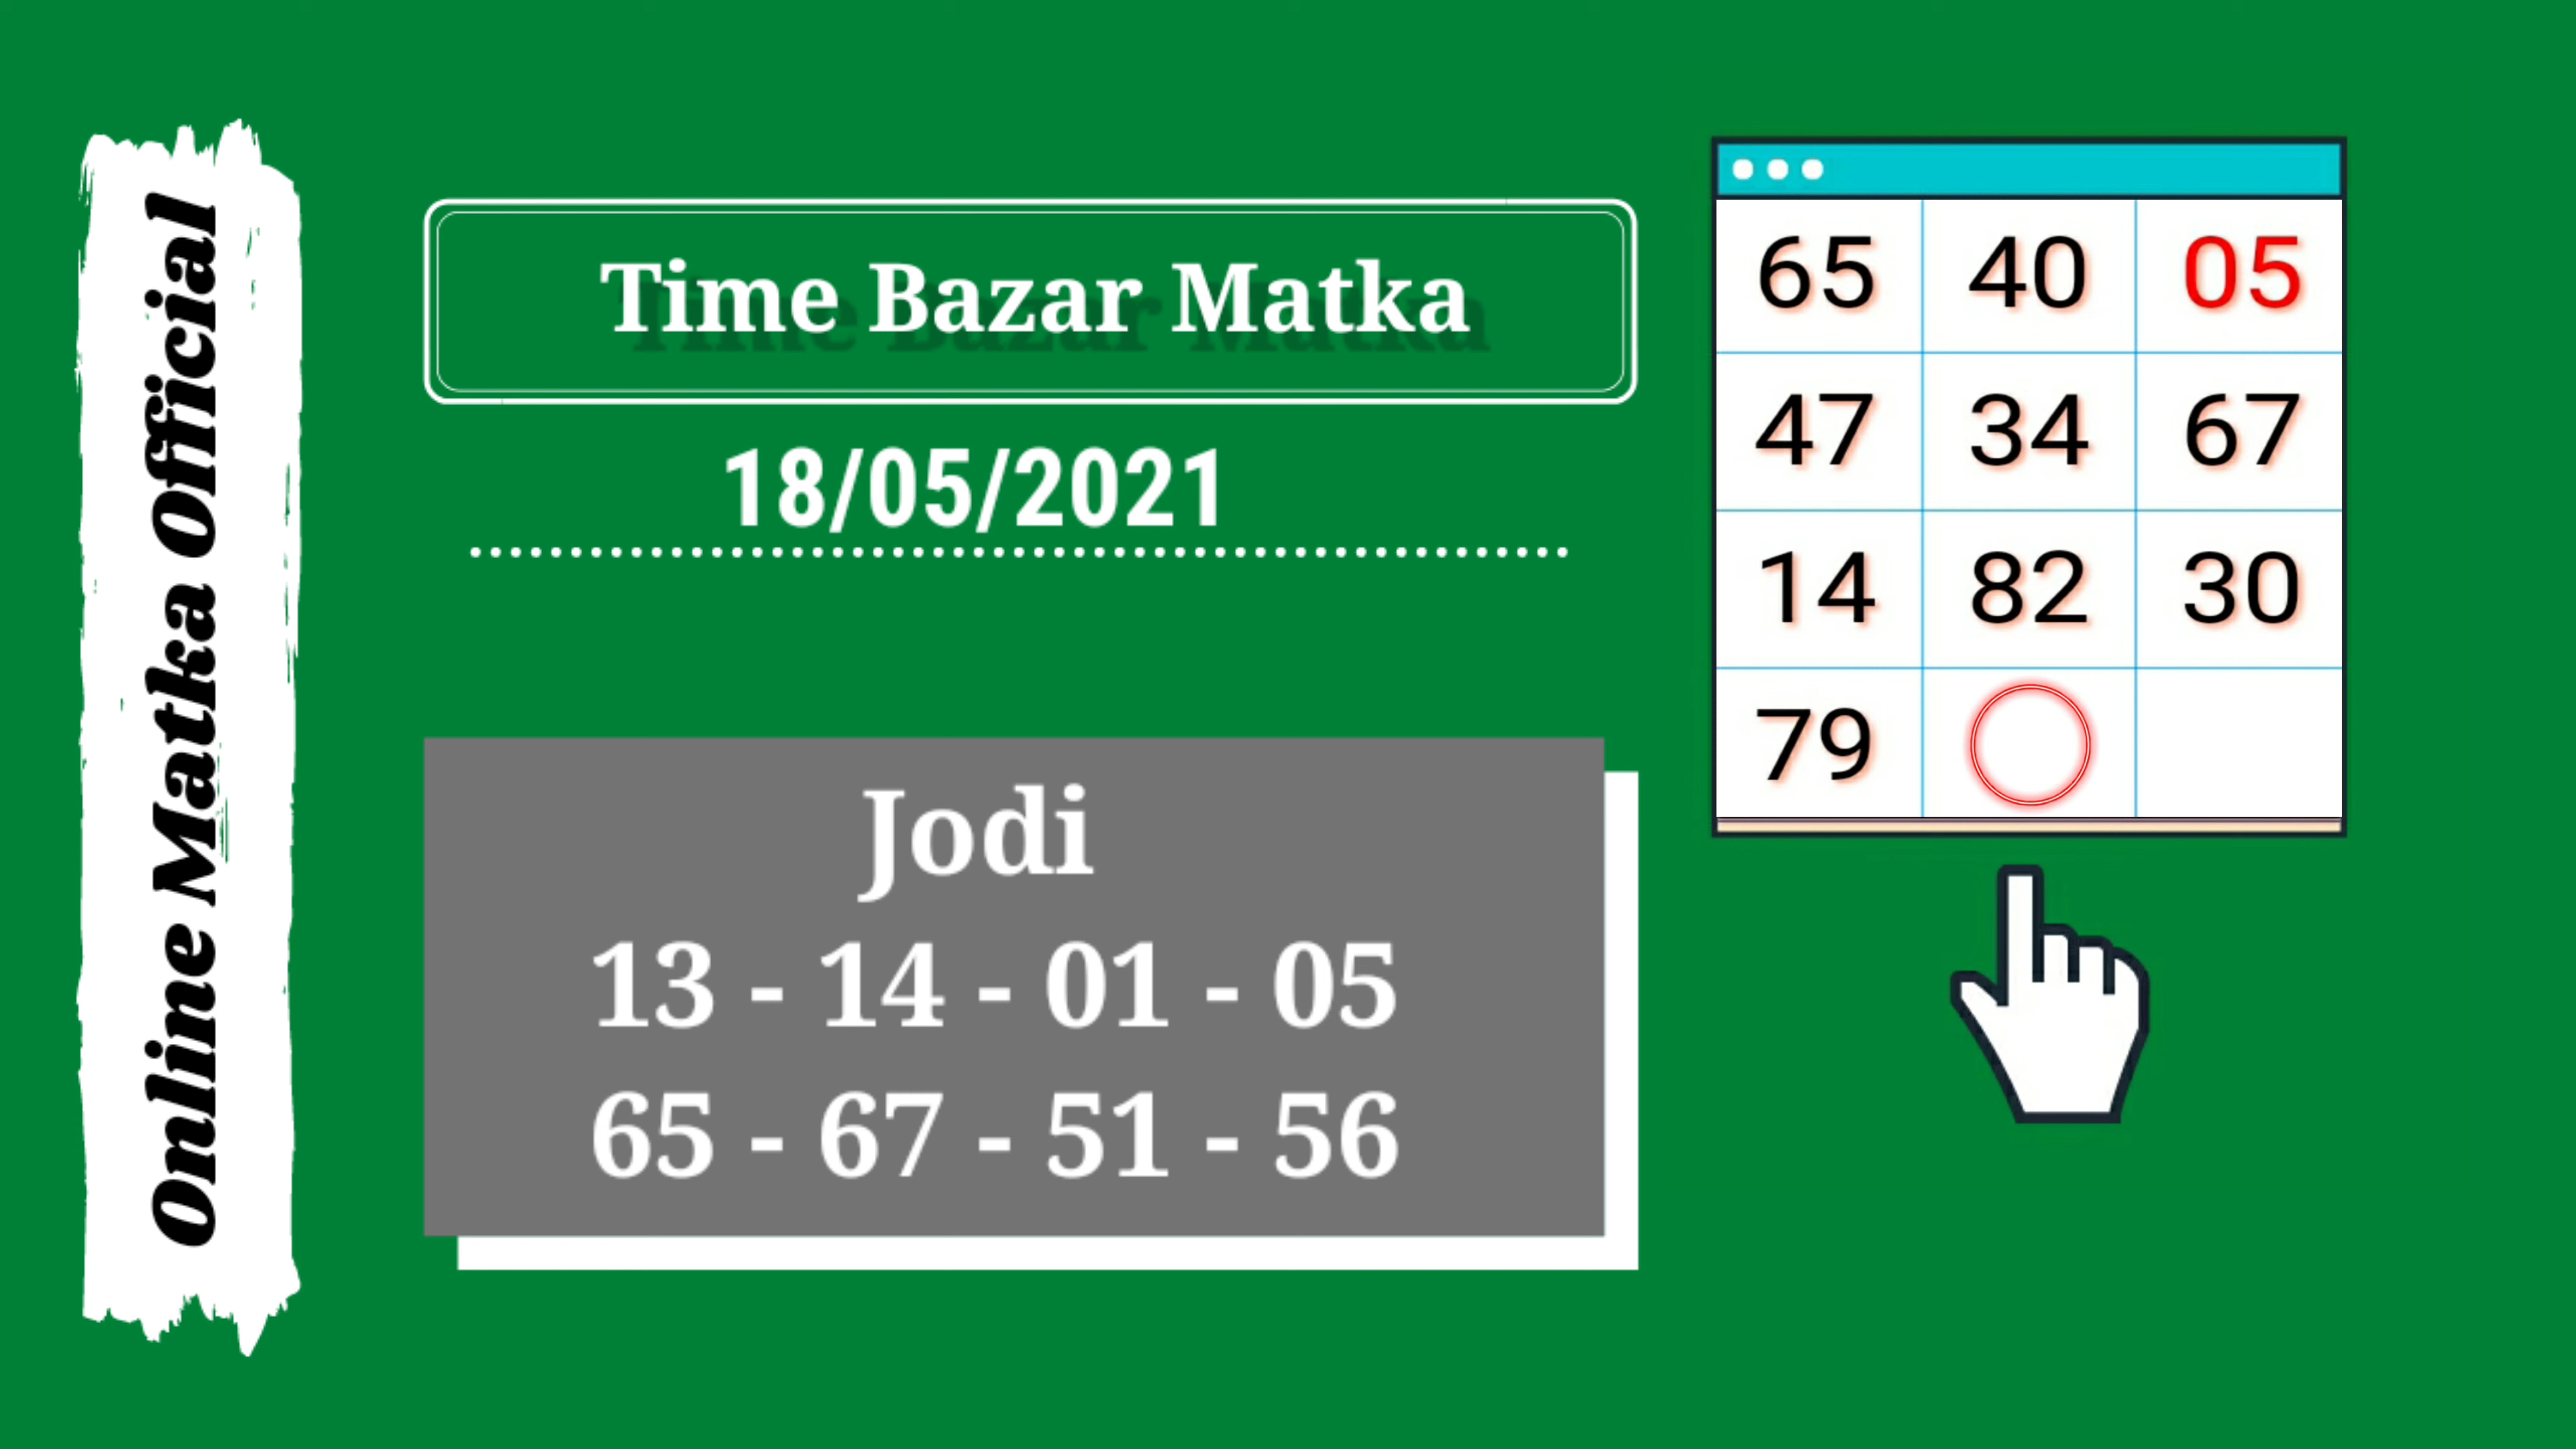 Online Matka Official
Time Bazar Matka
18/05/2021
Jodi
13 - 14 - 01 - 05
65 - 67 - 51 - 56
65 40 05
47 34 67
14 82 30
79